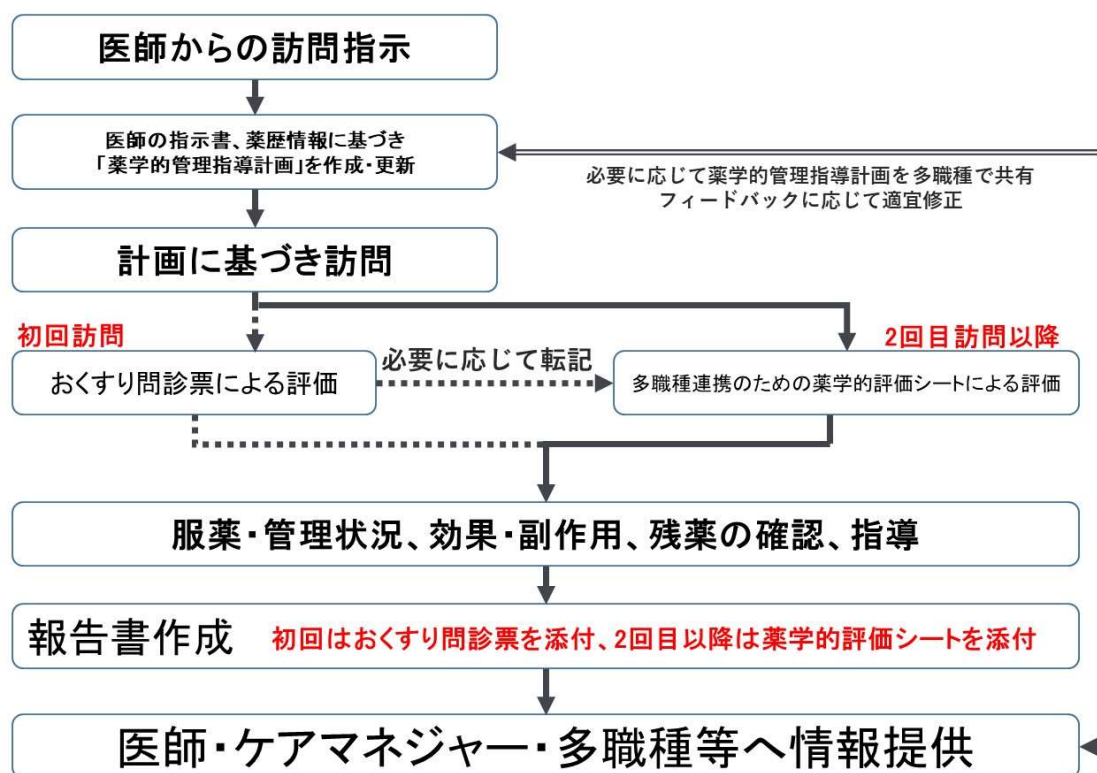 医師からの訪問指示
医師の指示書、薬歴情報に基づき
「薬学的管理指導計画」を作成・更新
必要に応じて薬学的管理指導計画を多職種で共有
フィードバックに応じて適宜修正
計画に基づき訪問
初回訪問
2回目訪問以降
おくすり問診票による評価
必要に応じて転記
多職種連携のための薬学的評価シートによる評価
服薬・管理状況、効果・副作用、残薬の確認、指導
報告書作成 初回はおくすり問診票を添付、2回目以降は薬学的評価シートを添付
医師・ケアマネジャー・多職種等へ情報提供